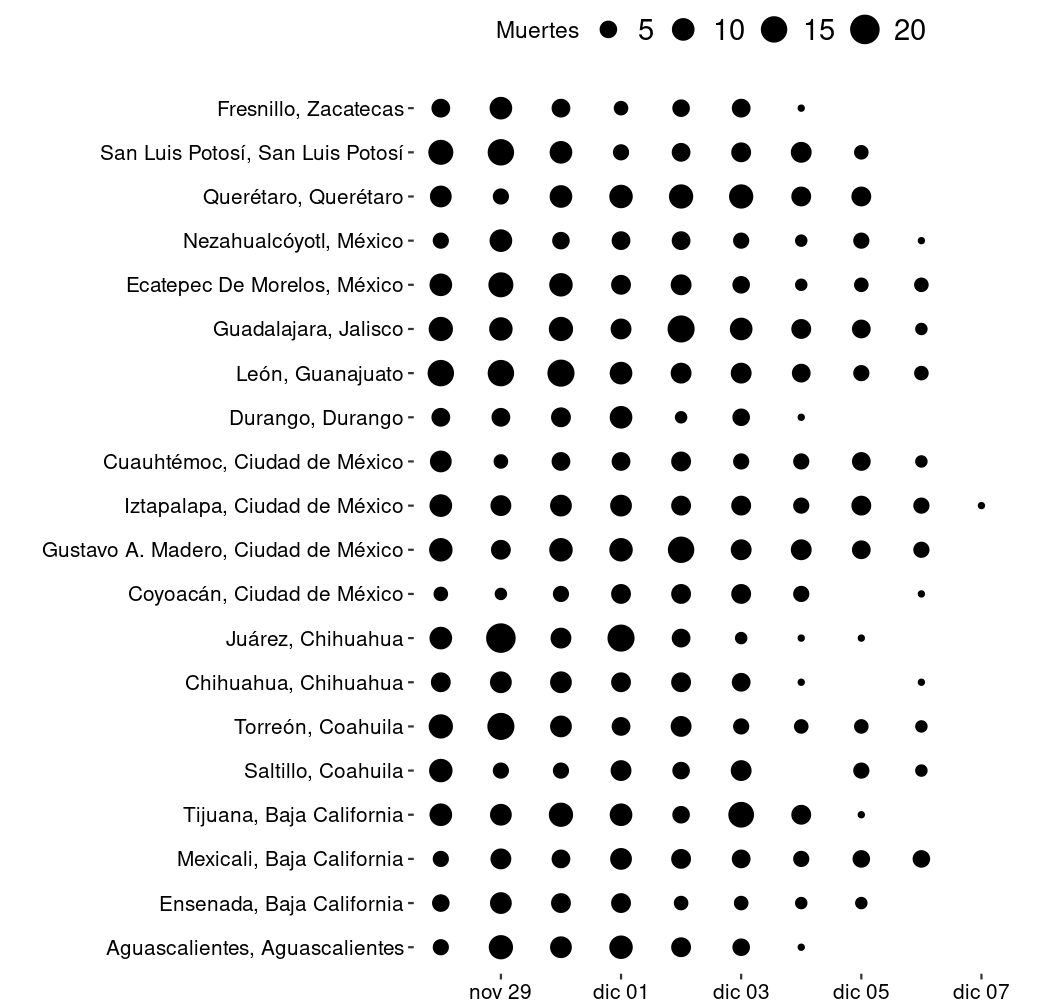 Muertes 5 10 15 20
Fresnillo, Zacatecas
San Luis Potosí, San Luis Potosí
Querétaro, Querétaro
Nezahualcóyotl, México
Ecatepec De Morelos, México
Guadalajara, Jalisco
León, Guanajuato
Durango, Durango
Cuauhtémoc, Ciudad de México
Iztapalapa, Ciudad de México
Gustavo A. Madero, Ciudad de México
Coyoacán, Ciudad de México
Juárez, Chihuahua
Chihuahua, Chihuahua
Torreón, Coahuila
Saltillo, Coahuila
Tijuana, Baja California
Mexicali, Baja California
Ensenada, Baja California
Aguascalientes, Aguascalientes
nov 29 dic 01 dic 03 dic 05 dic 07